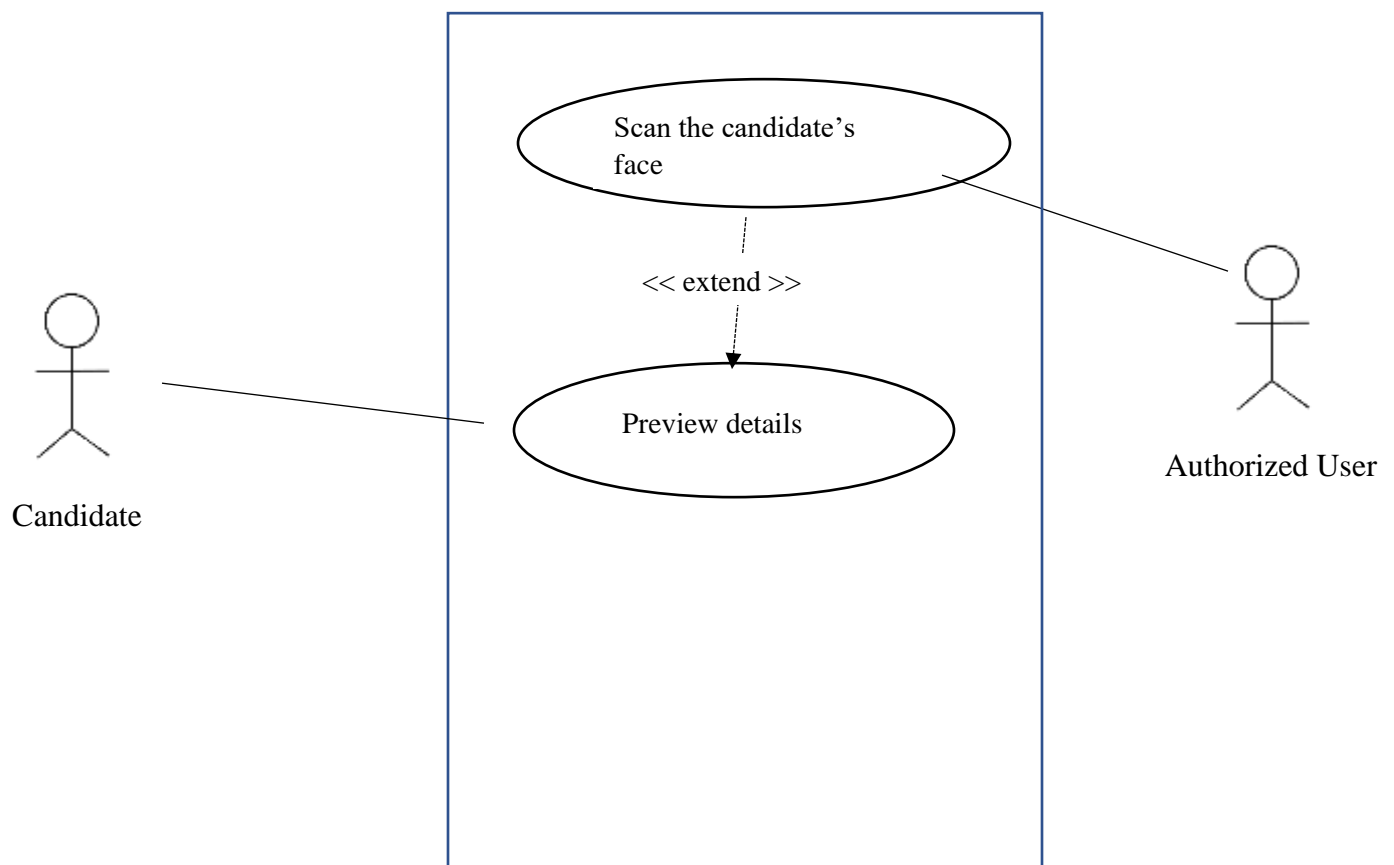 Scan the candidate’s
face
<< extend >>
Preview details
Authorized User
Candidate